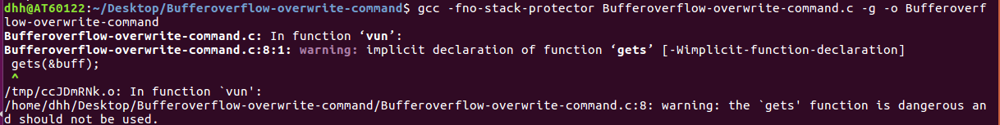 dhh@AT60122:~/Desktop/Bufferoverflow-overwrite-command$ gcc -fno-stack-protector Bufferoverflow-overwrite-command.c -g -o Bufferoverf
low-overwrite-command
Bufferoverflow-overwrite-command.c: In function ‘vun’:
Bufferoverflow-overwrite-command.c:8:1: warning: implicit declaration of function ‘gets’ [-Wimplicit-function-declaration]
 gets(&buff);
 ^
/tmp/ccJDmRNk.o: In function `vun':
/home/dhh/Desktop/Bufferoverflow-overwrite-command/Bufferoverflow-overwrite-command.c:8: warning: the `gets' function is dangerous an
d should not be used.